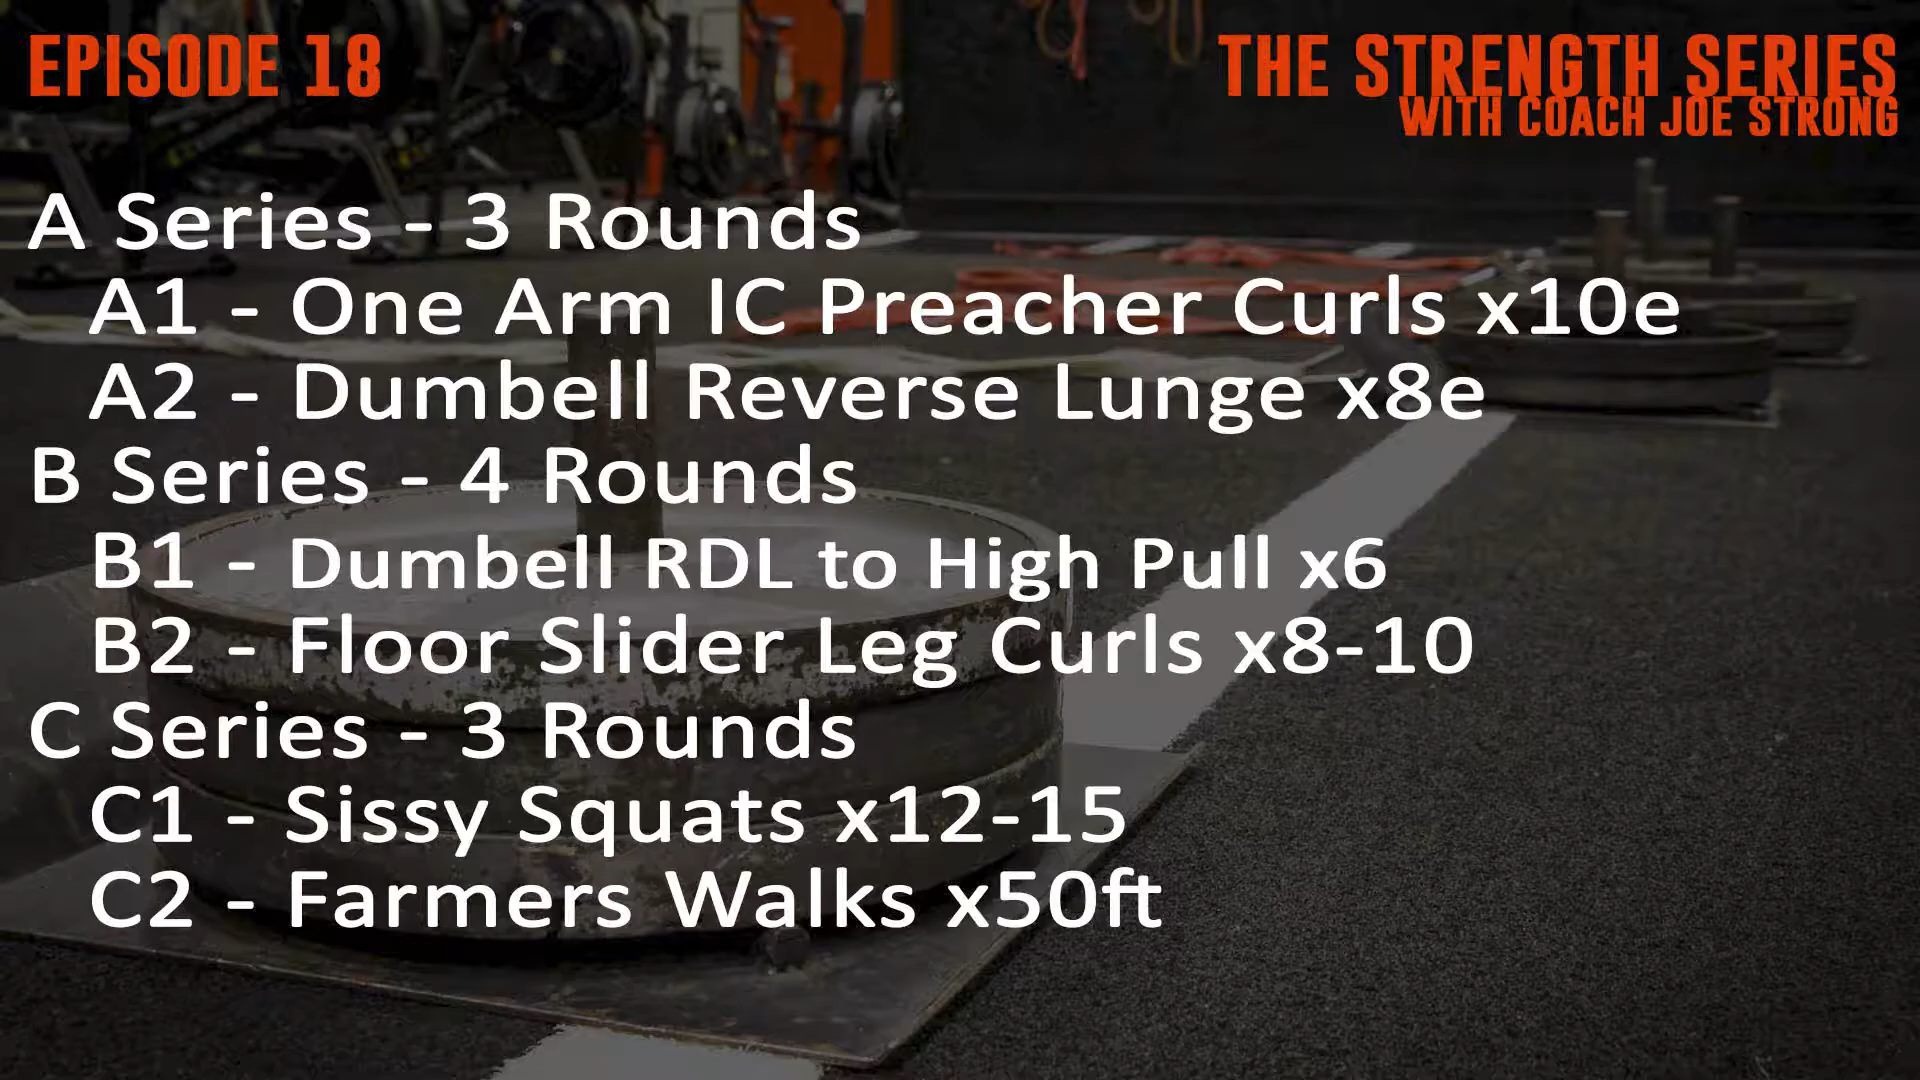 EPISODE 18
THE STRENGTH SERIES
WITH COACH JOE STRONG
A Series - 3 Rounds
A1 - One Arm IC Preacher Curls x10e
A2 - Dumbell Reverse Lunge x8e
B Series - 4 Rounds
B1 - Dumbell RDL to High Pull x6
B2 - Floor Slider Leg Curls x8-10
C Series - 3 Rounds
C1 - Sissy Squats x12-15
C2 - Farmers Walks x50ft